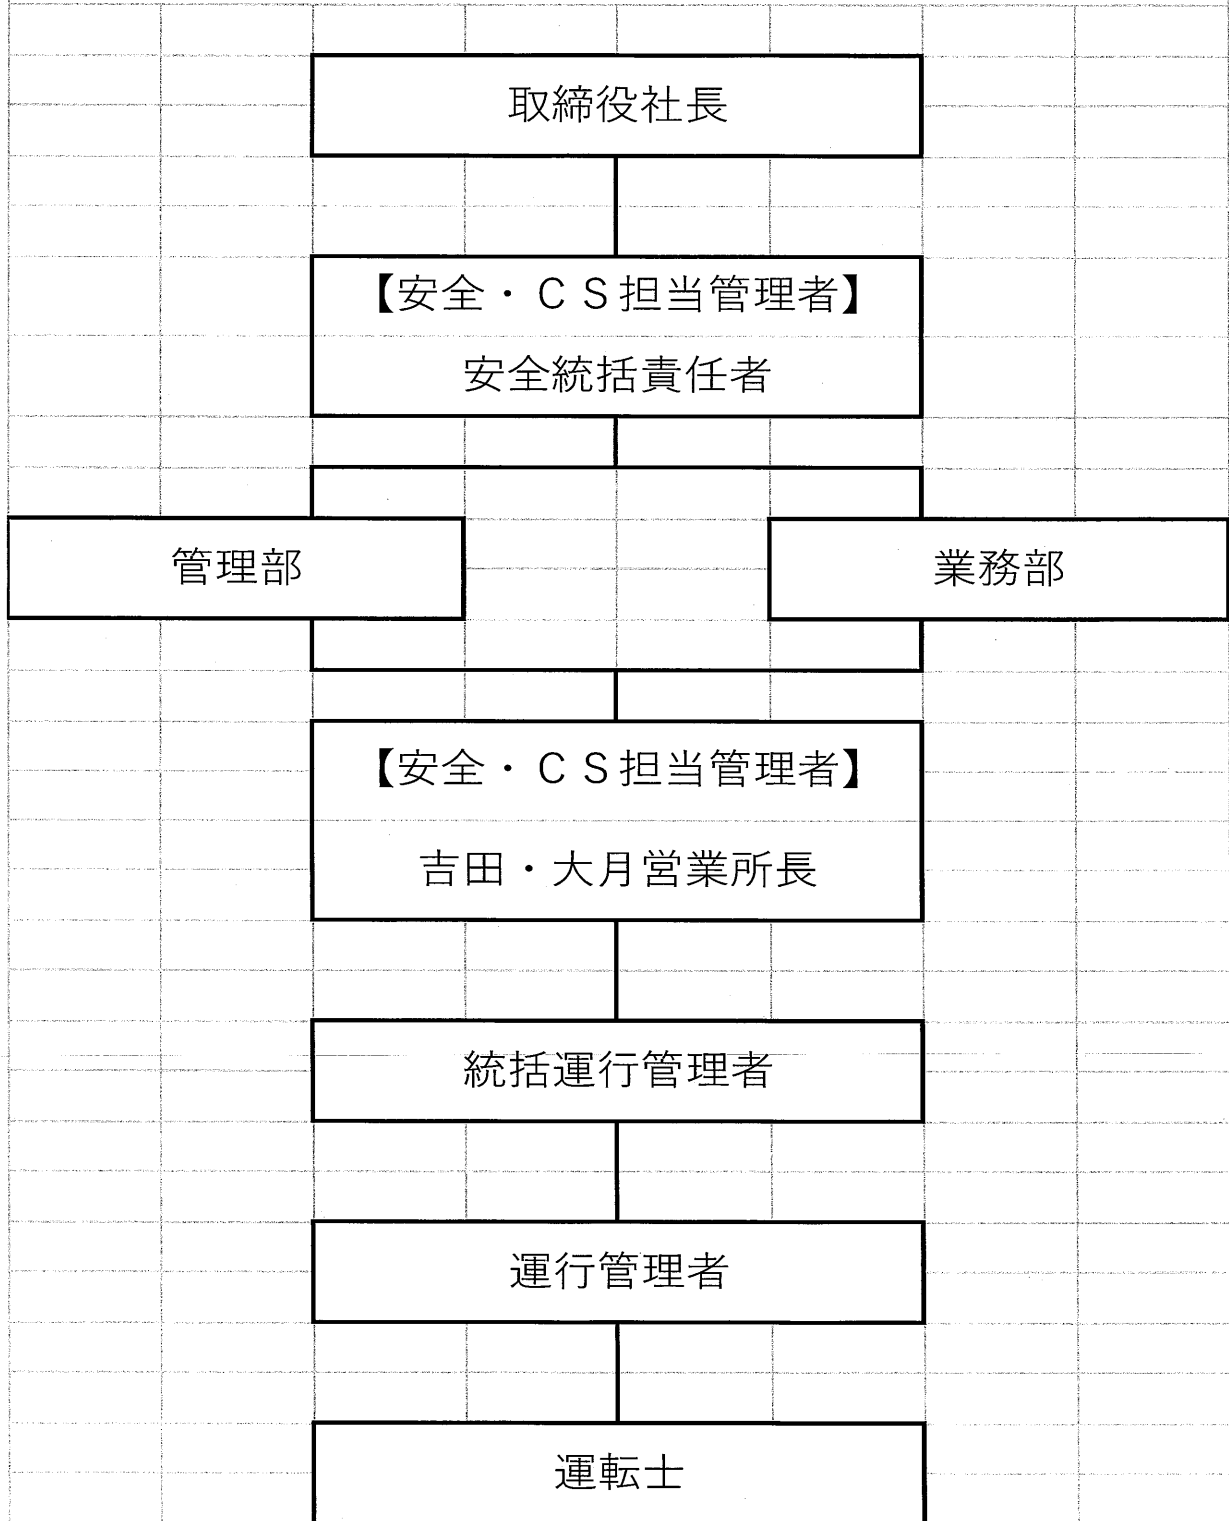 取締役社長
【安全・ＣＳ担当管理者】
安全統括責任者
管理部
業務部
【安全・ＣＳ担当管理者】
吉田・大月営業所長
統括運行管理者
運行管理者
運転士